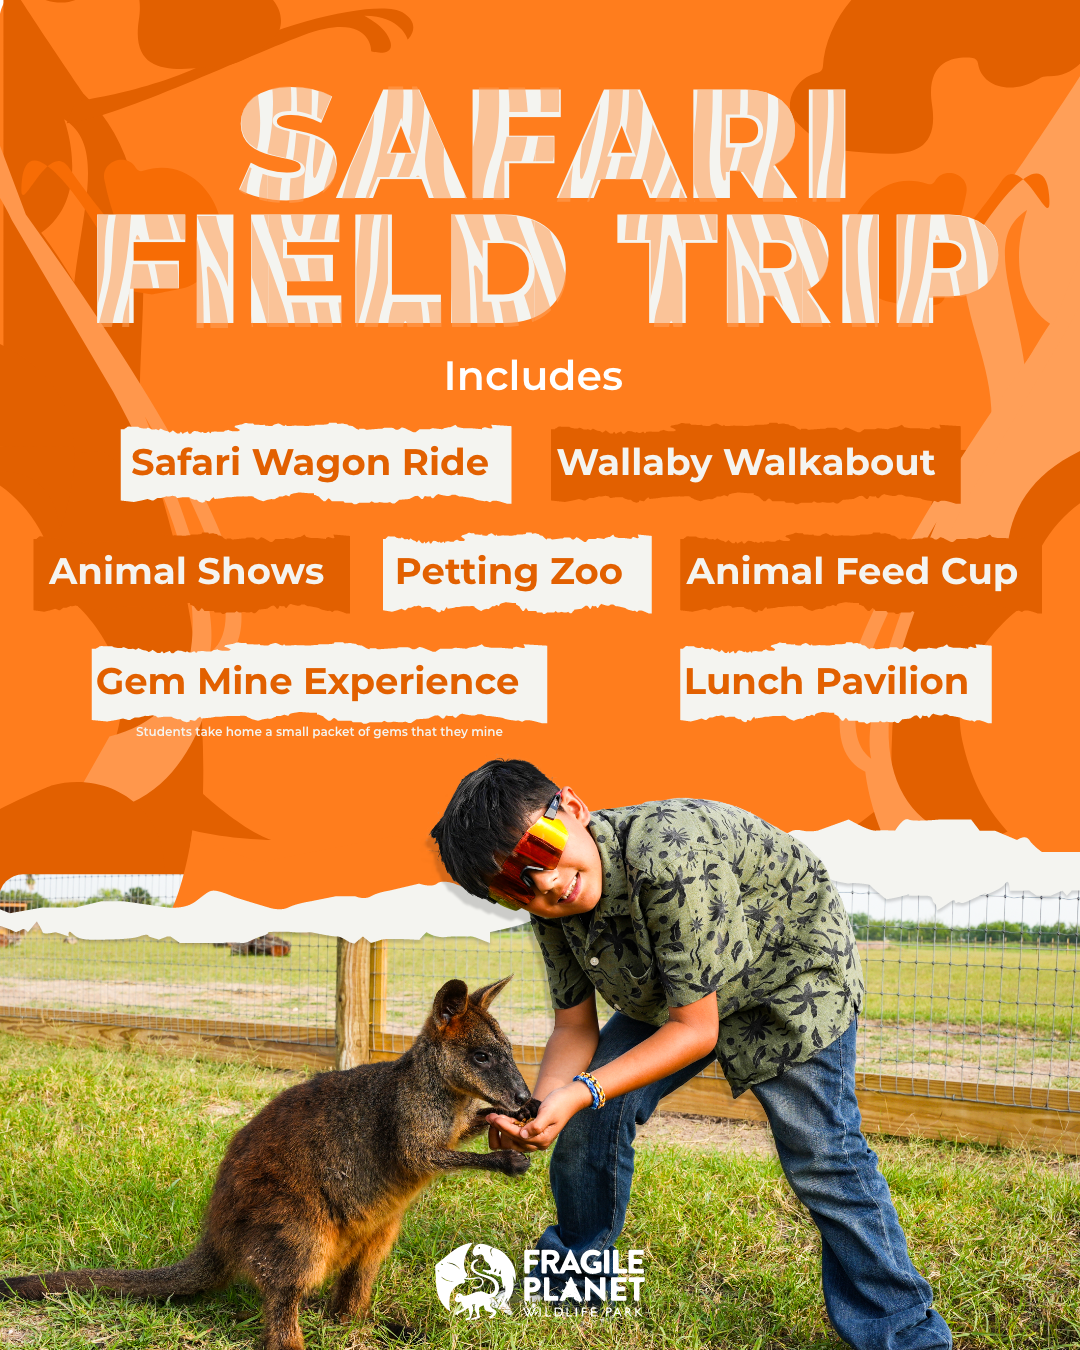 SAFARI
FIELD TRIP
Includes
Safari Wagon Ride
Wallaby Walkabout
Animal Shows
Petting Zoo
Animal Feed Cup
Gem Mine Experience
Lunch Pavilion
Students take home a small packet of gems that they mine
FRAGILE
PLANET
WILDLIFE PARK